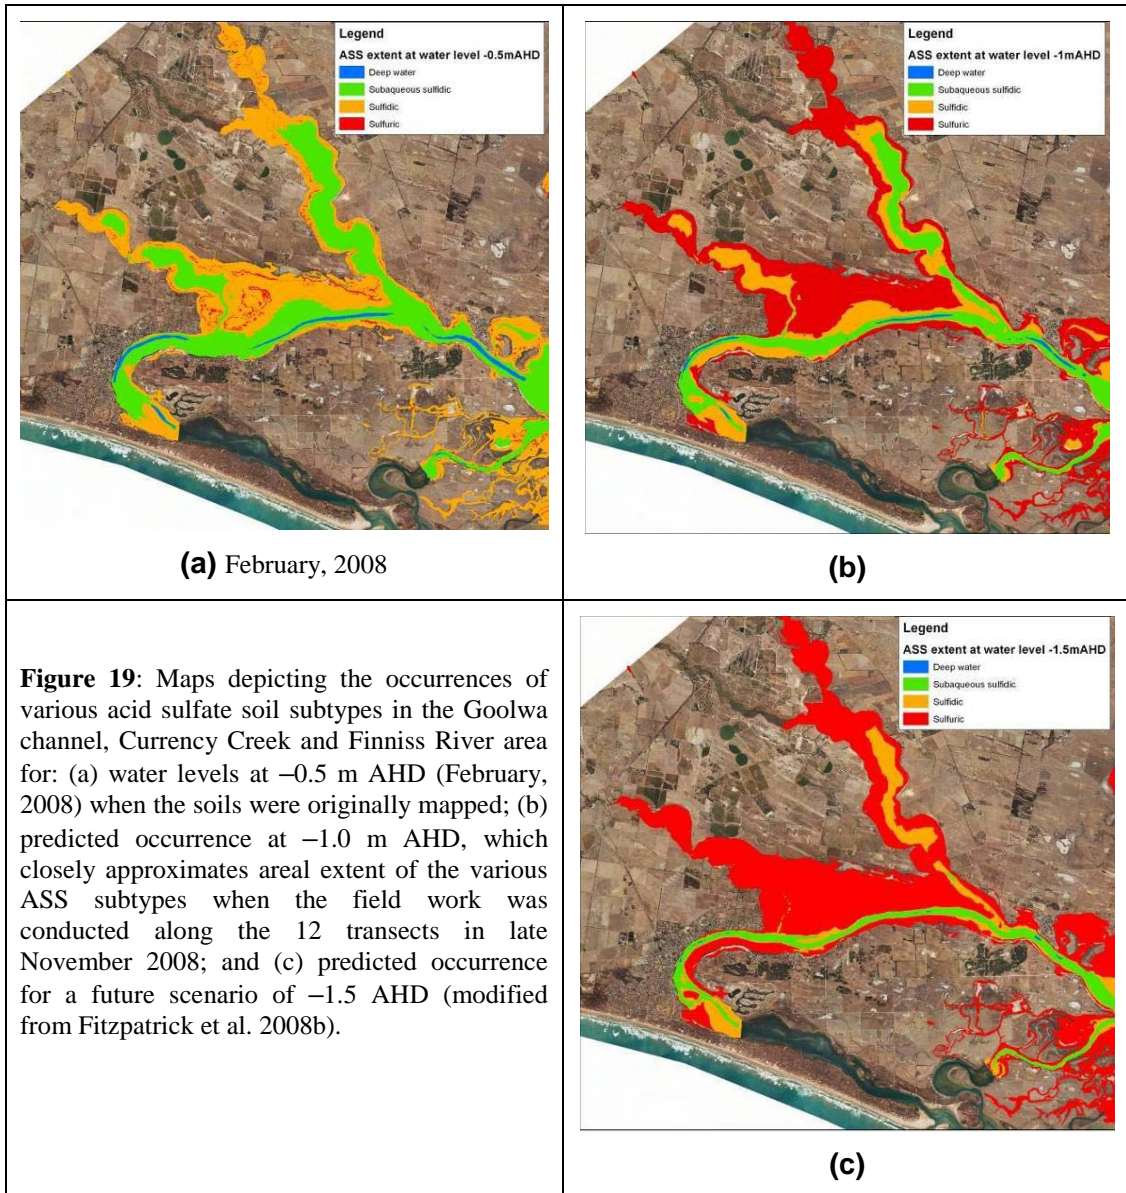 Legend
ASS extent at water level -0.5mAHD
Deep water
Subaqueous sulfidic
Sulfidic
Sulfuric
(a) February, 2008
Legend
ASS extent at water level -1mAHD
Deep water
Subaqueous sulfidic
Sulfidic
Sulfuric
(b)
Figure 19: Maps depicting the occurrences of
various acid sulfate soil subtypes in the Goolwa
channel, Currency Creek and Finniss River area
for: (a) water levels at –0.5 m AHD (February,
2008) when the soils were originally mapped; (b)
predicted occurrence at –1.0 m AHD, which
closely approximates areal extent of the various
ASS subtypes when the field work was
conducted along the 12 transects in late
November 2008; and (c) predicted occurrence
for a future scenario of –1.5 AHD (modified
from Fitzpatrick et al. 2008b).
Legend
ASS extent at water level -1.5mAHD
Deep water
Subaqueous sulfidic
Sulfidic
Sulfuric
(c)